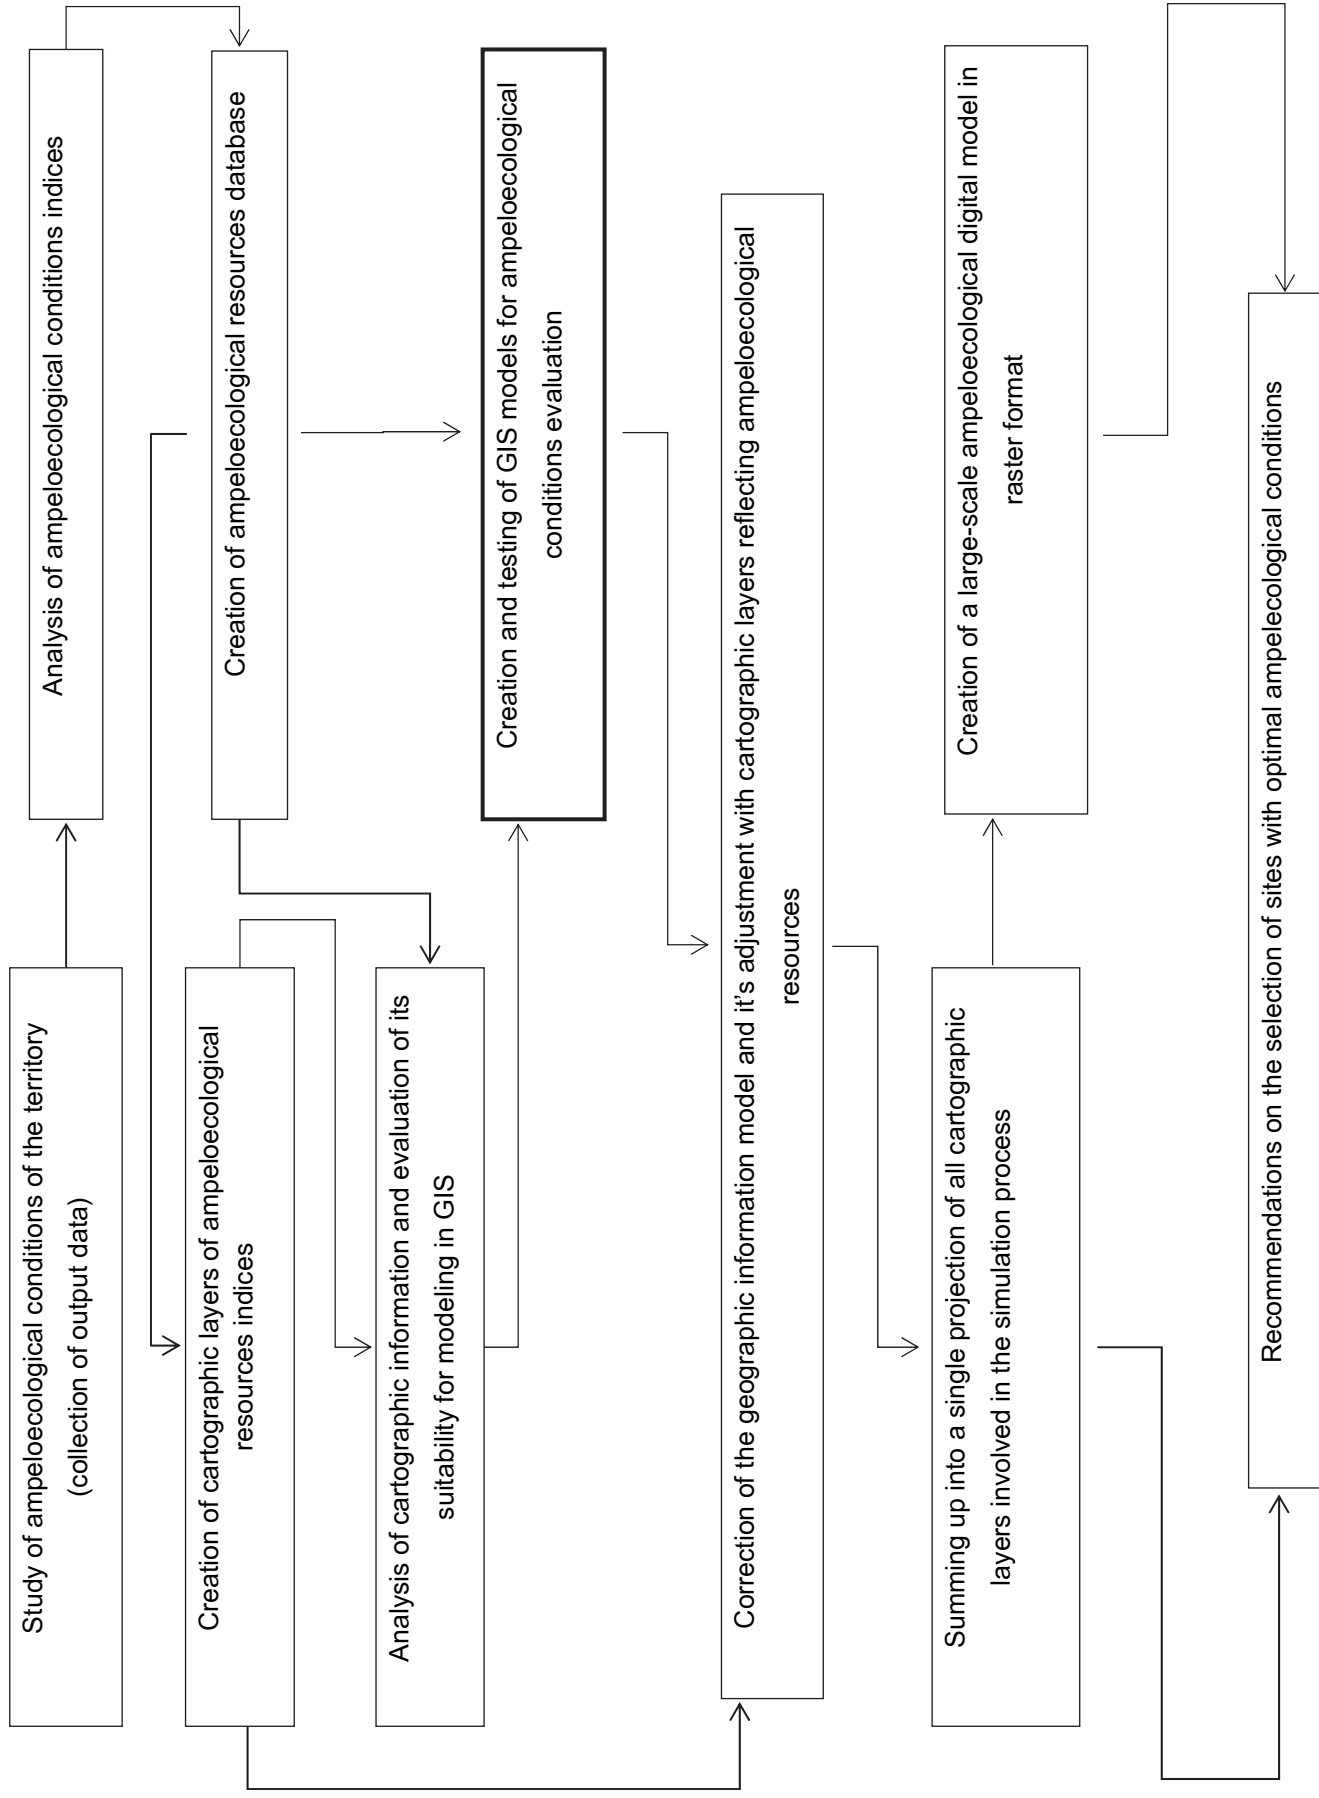 Study of ampeloecological conditions of the territory
(collection of output data)
Analysis of ampeloecological conditions indices
Creation of cartographic layers of ampeloecological
resources indices
Creation of ampeloecological resources database
Analysis of cartographic information and evaluation of its
suitability for modeling in GIS
Creation and testing of GIS models for ampeloecological
conditions evaluation
Correction of the geographic information model and it’s adjustment with cartographic layers reflecting ampeloecological
resources
Summing up into a single projection of all cartographic
layers involved in the simulation process
Creation of a large-scale ampeloecological digital model in
raster format
Recommendations on the selection of sites with optimal ampelecological conditions